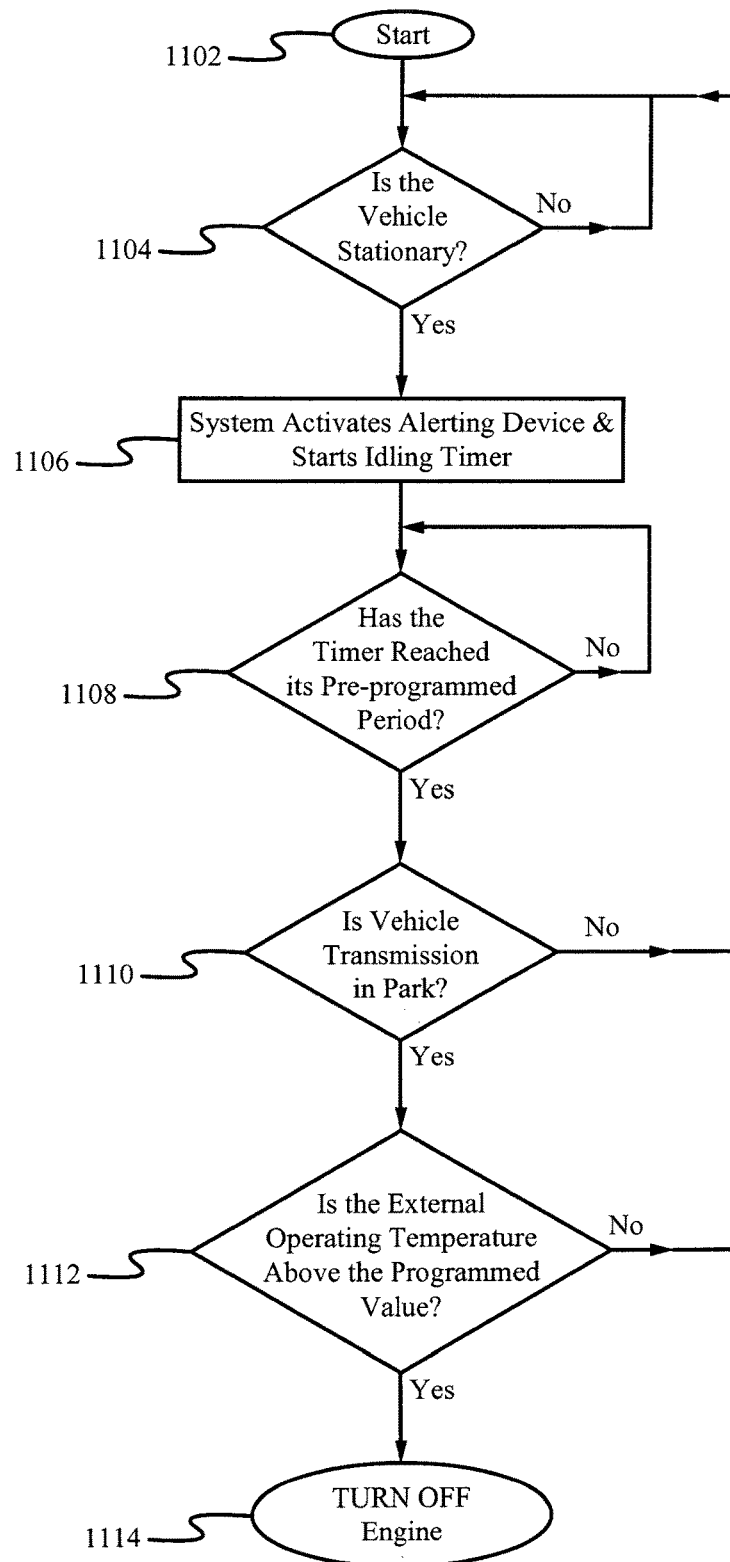 Start
1102
Is the
Vehicle
Stationary?
No
1104
Yes
System Activates Alerting Device &
Starts Idling Timer
1106
Has the
Timer Reached
its Pre-programmed
Period?
No
1108
Yes
Is Vehicle
Transmission
in Park?
No
1110
Yes
Is the External
Operating Temperature
Above the Programmed
Value?
No
1112
Yes
TURN OFF
Engine
1114